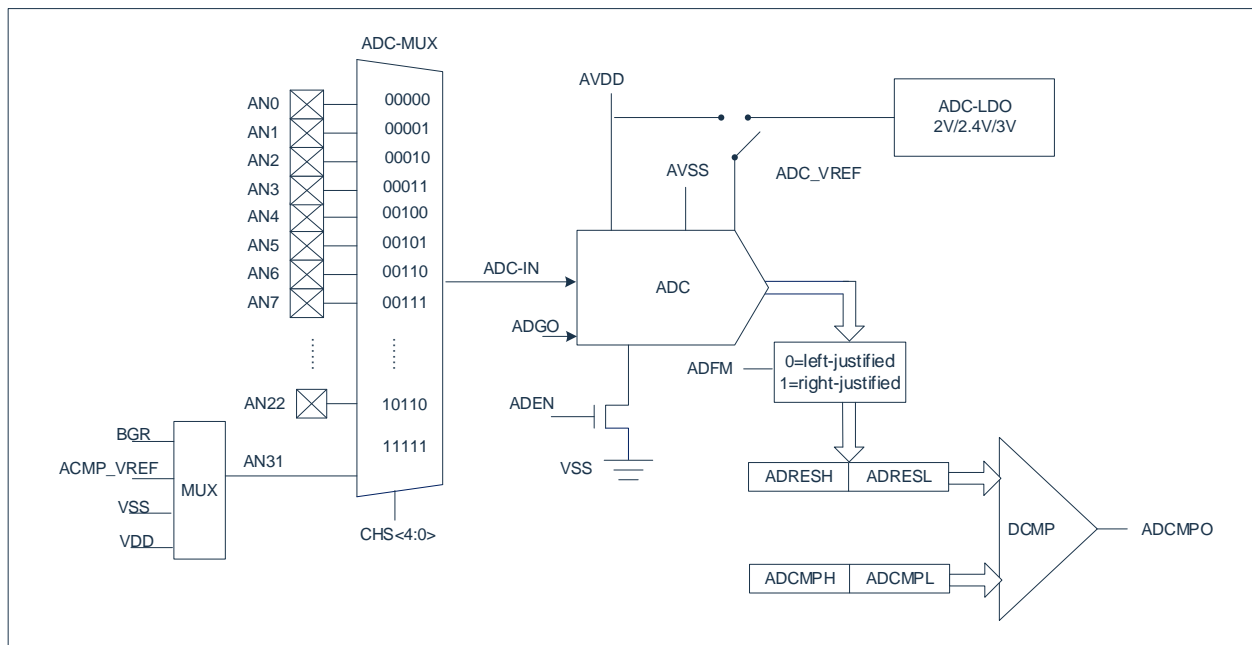 ADC-MUX
AVDD
ADC-LDO
2V/2.4V/3V
AN0
00000
AN1
00001
AN2
00010
AN3
00011
AN4
00100
AN5
00101
AN6
00110
AN7
00111
AVSS
ADC_VREF
ADC-IN
ADC
ADGO
ADFM
0=left-justified
1=right-justified
AN22
10110
ADEN
11111
BGR
ACMP_VREF
VSS
VDD
MUX
AN31
VSS
CHS<4:0>
ADRESH
ADRESL
DCMP
ADCMPO
ADCMPH
ADCMPL